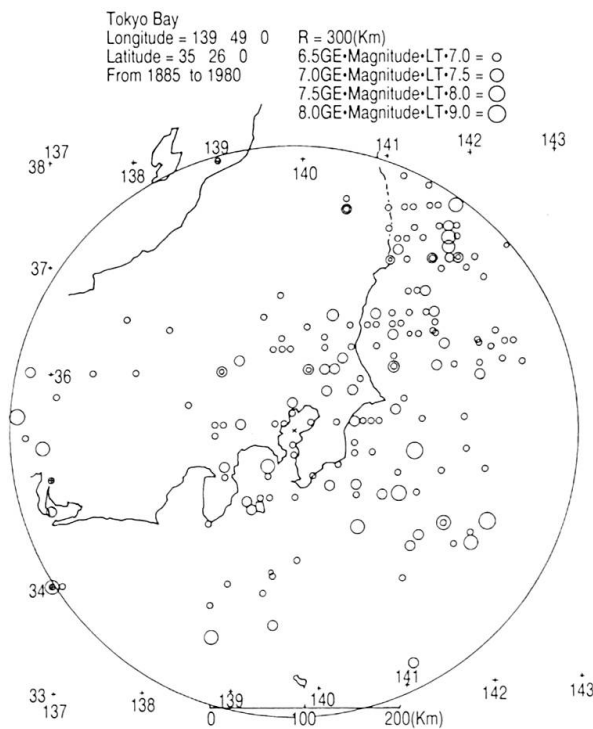 Tokyo Bay
Longitude = 139 49 0
Latitude = 35 26 0
From 1885 to 1980
R = 300(Km)
6.5GE•Magnitude•LT•7.0 =
7.0GE•Magnitude•LT•7.5 =
7.5GE•Magnitude•LT•8.0 =
8.0GE•Magnitude•LT•9.0 =
137
38
138
139
140
141
142
143
37
36
34
33
137
138
139
140
141
142
143
0
100
200(Km)